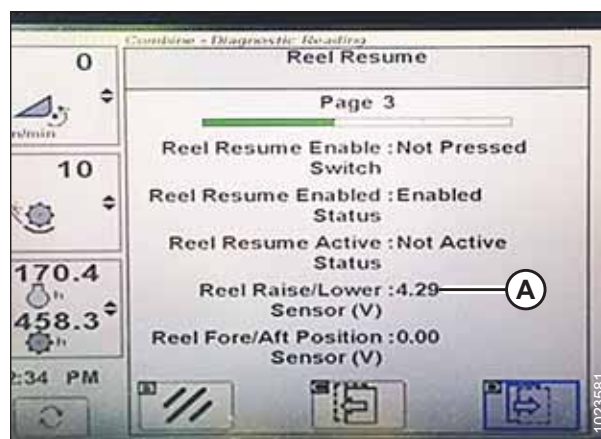 Combine - Diagnostic Reading
Reel Resume
Page 3
Reel Resume Enable :Not Pressed
Switch
Reel Resume Enabled :Enabled
Status
Reel Resume Active :Not Active
Status
Reel Raise/Lower :4.29
Sensor (V)
Reel Fore/Aft Position :0.00
Sensor (V)
A
0
10
170.4
h
458.3
h
2:34 PM
1023581